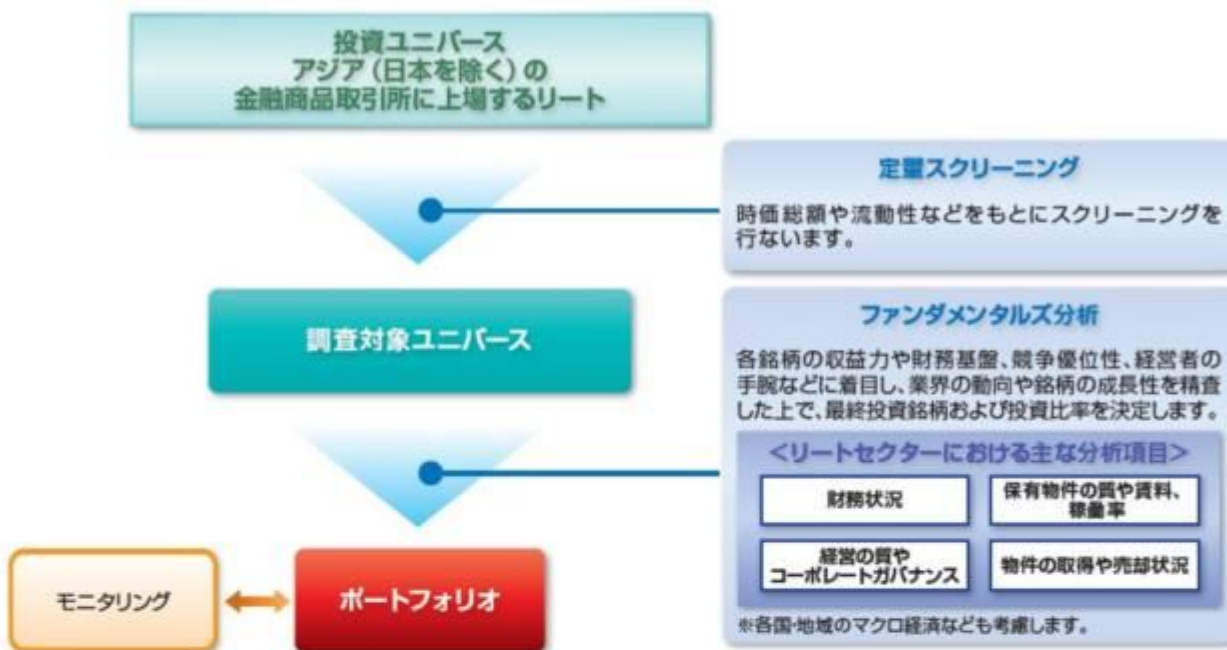 投資ユニバース
アジア（日本を除く）の
金融商品取引所に上場するリート
定量スクリーニング
時価総額や流動性などをもとにスクリーニングを
行ないます。
調査対象ユニバース
ファンダメンタルズ分析
各銘柄の収益力や財務基盤、競争優位性、経営者の
手腕などに着目し、業界の動向や銘柄の成長性を精査
した上で、最終投資銘柄および投資比率を決定します。
＜リートセクターにおける主な分析項目＞
財務状況
保有物件の質や賃料、
稼働率
経営の質や
コーポレートガバナンス
物件の取得や売却状況
※各国・地域のマクロ経済なども考慮します。
モニタリング
ポートフォリオ